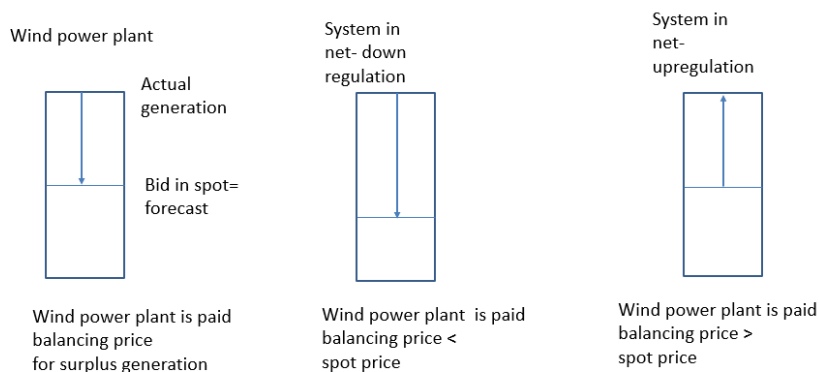 Wind power plant
Actual
generation
Bid in spot=
forecast
Wind power plant is paid
balancing price
for surplus generation
System in
net- down
regulation
Wind power plant  is paid
balancing price <
spot price
System in
net-
upregulation
Wind power plant is paid
balancing price >
spot price